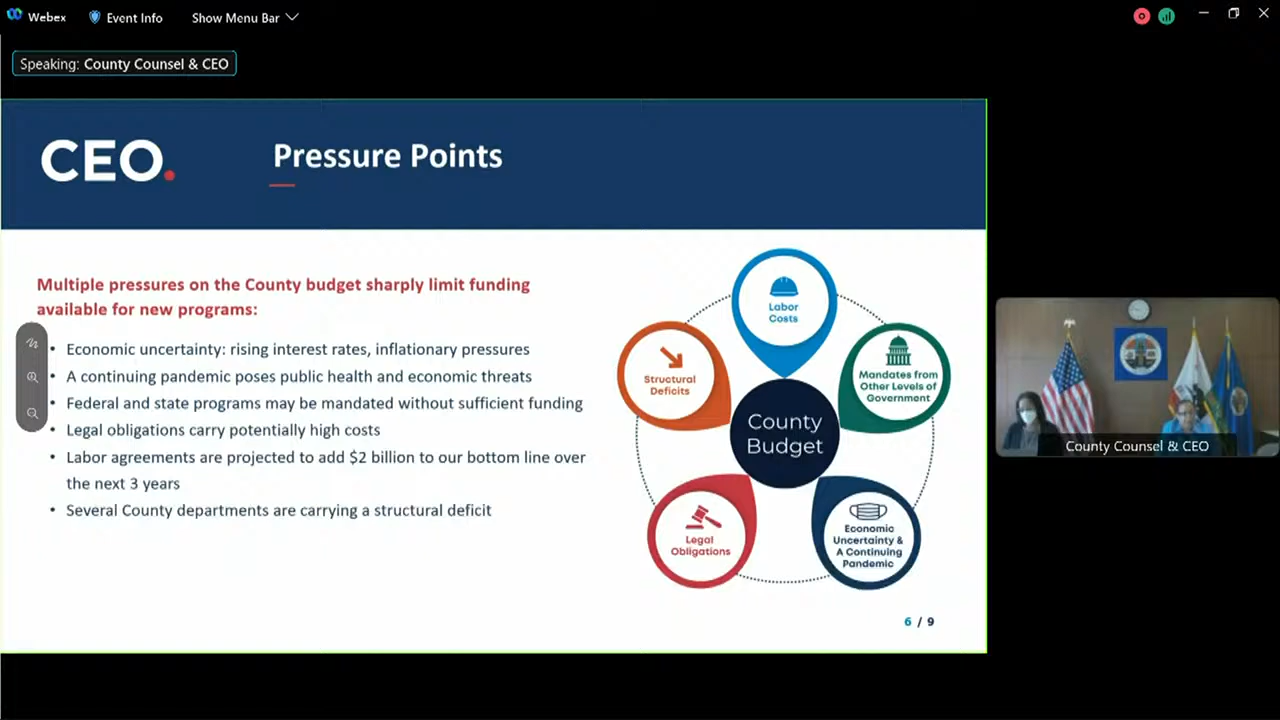 Webex
Event Info
Show Menu Bar
Speaking: County Counsel & CEO
CEO.
Pressure Points
Multiple pressures on the County budget sharply limit funding
available for new programs:
• Economic uncertainty: rising interest rates, inflationary pressures
• A continuing pandemic poses public health and economic threats
• Federal and state programs may be mandated without sufficient funding
• Legal obligations carry potentially high costs
• Labor agreements are projected to add $2 billion to our bottom line over
the next 3 years
• Several County departments are carrying a structural deficit
Labor
Costs
Structural
Deficits
Mandates from
Other Levels of
Government
County
Budget
Legal
Obligations
Economic
Uncertainty &
A Continuing
Pandemic
6 / 9
County Counsel & CEO